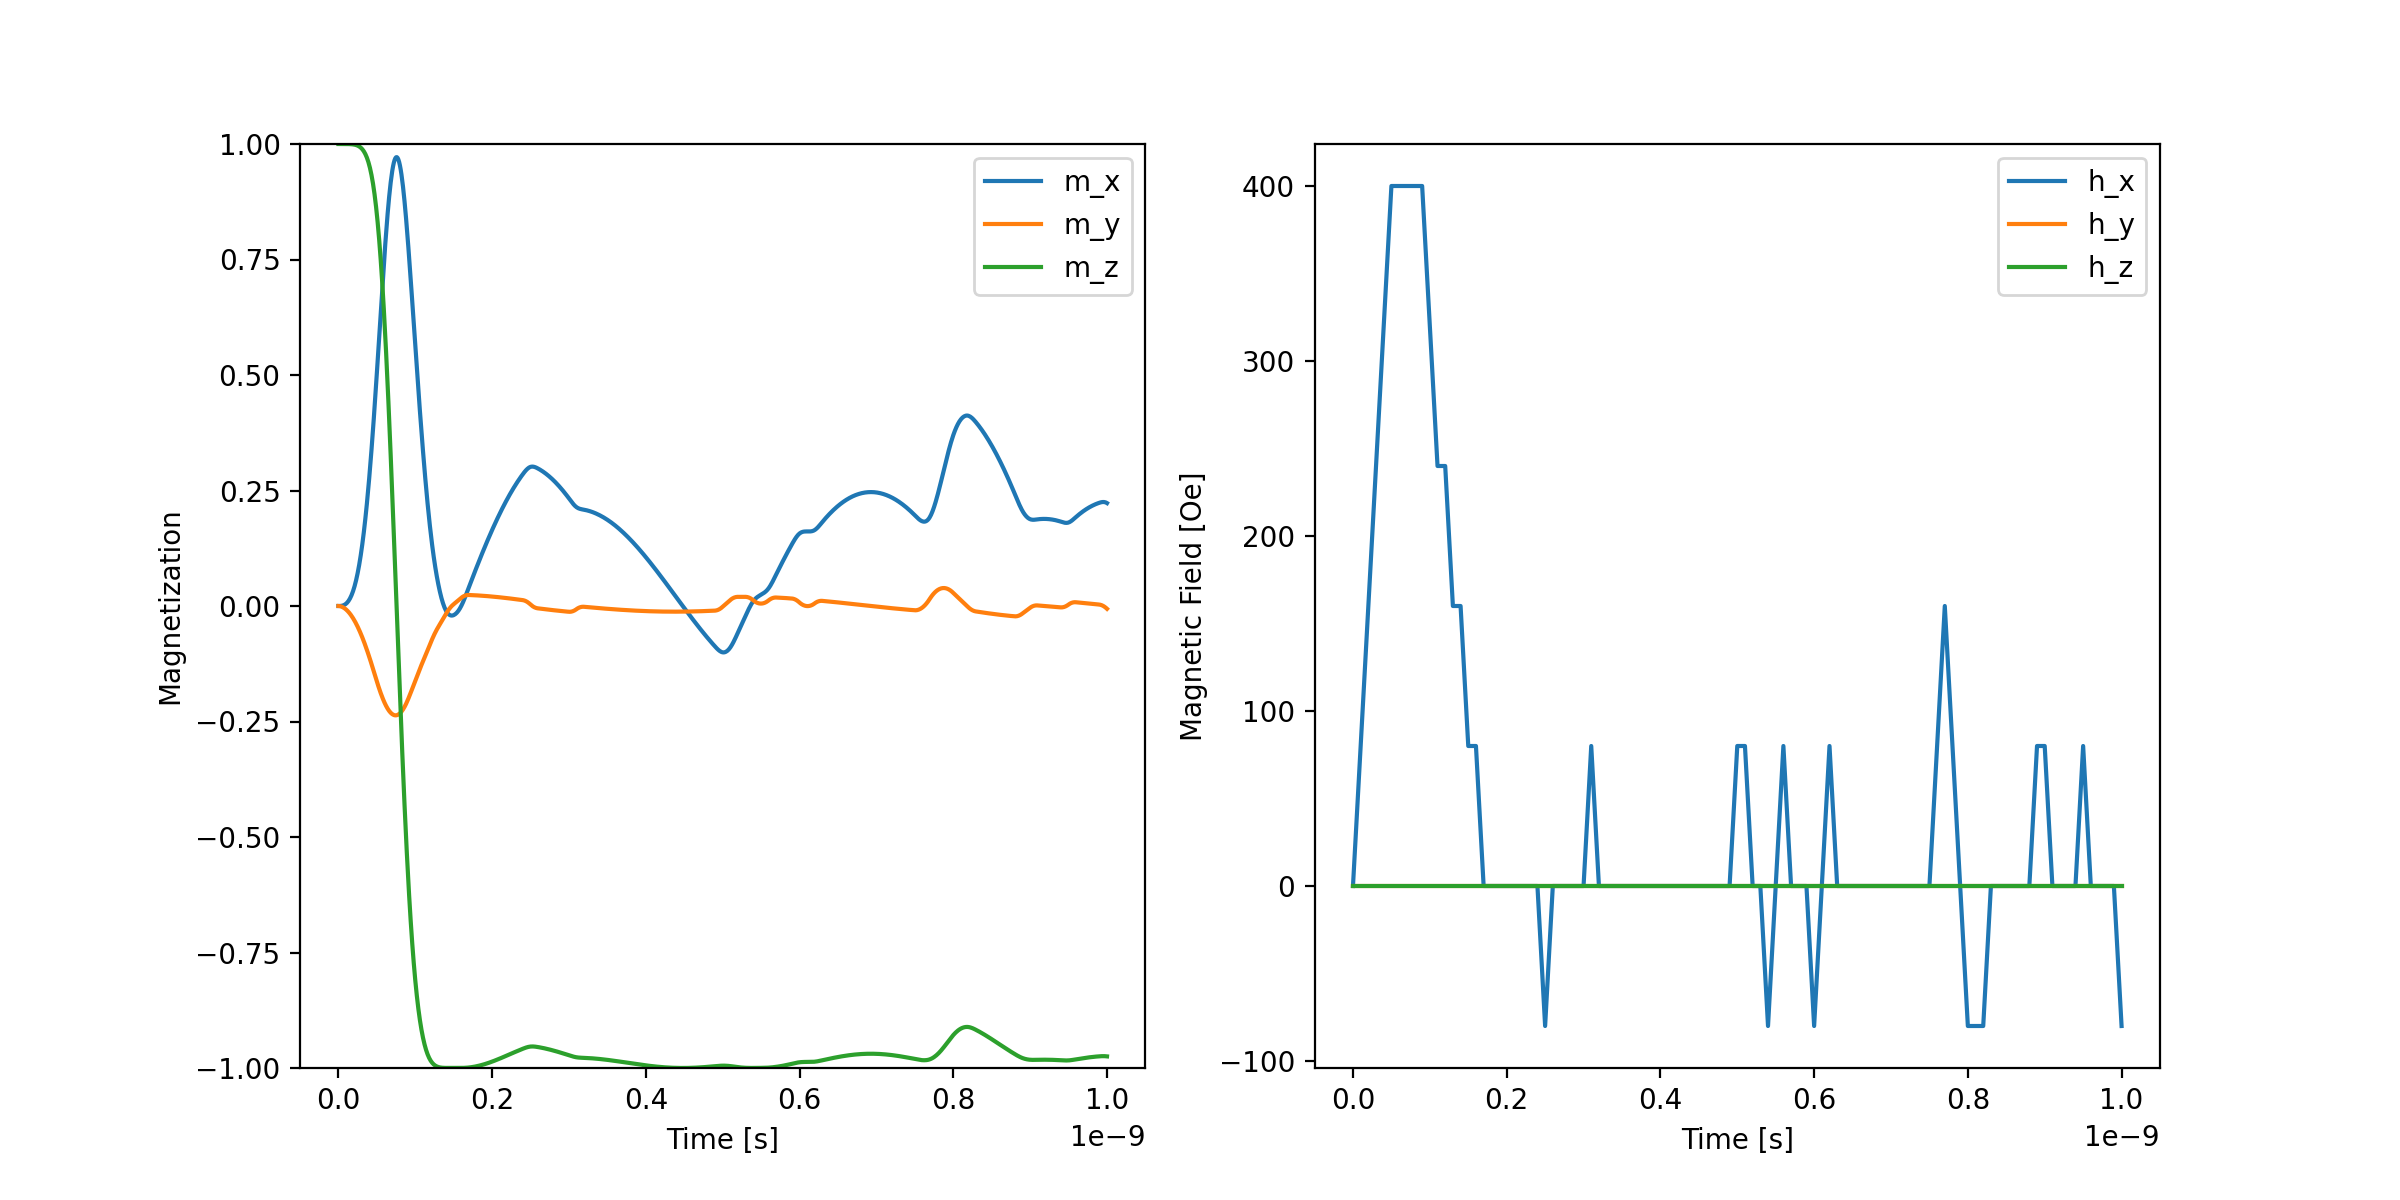 1.00
0.75
0.50
0.25
0.00
−0.25
−0.50
−0.75
−1.00
Magnetization
0.0 0.2 0.4 0.6 0.8 1.0
Time [s]
1e−9
m_x
m_y
m_z
400
300
200
100
0
−100
Magnetic Field [Oe]
0.0 0.2 0.4 0.6 0.8 1.0
Time [s]
1e−9
h_x
h_y
h_z